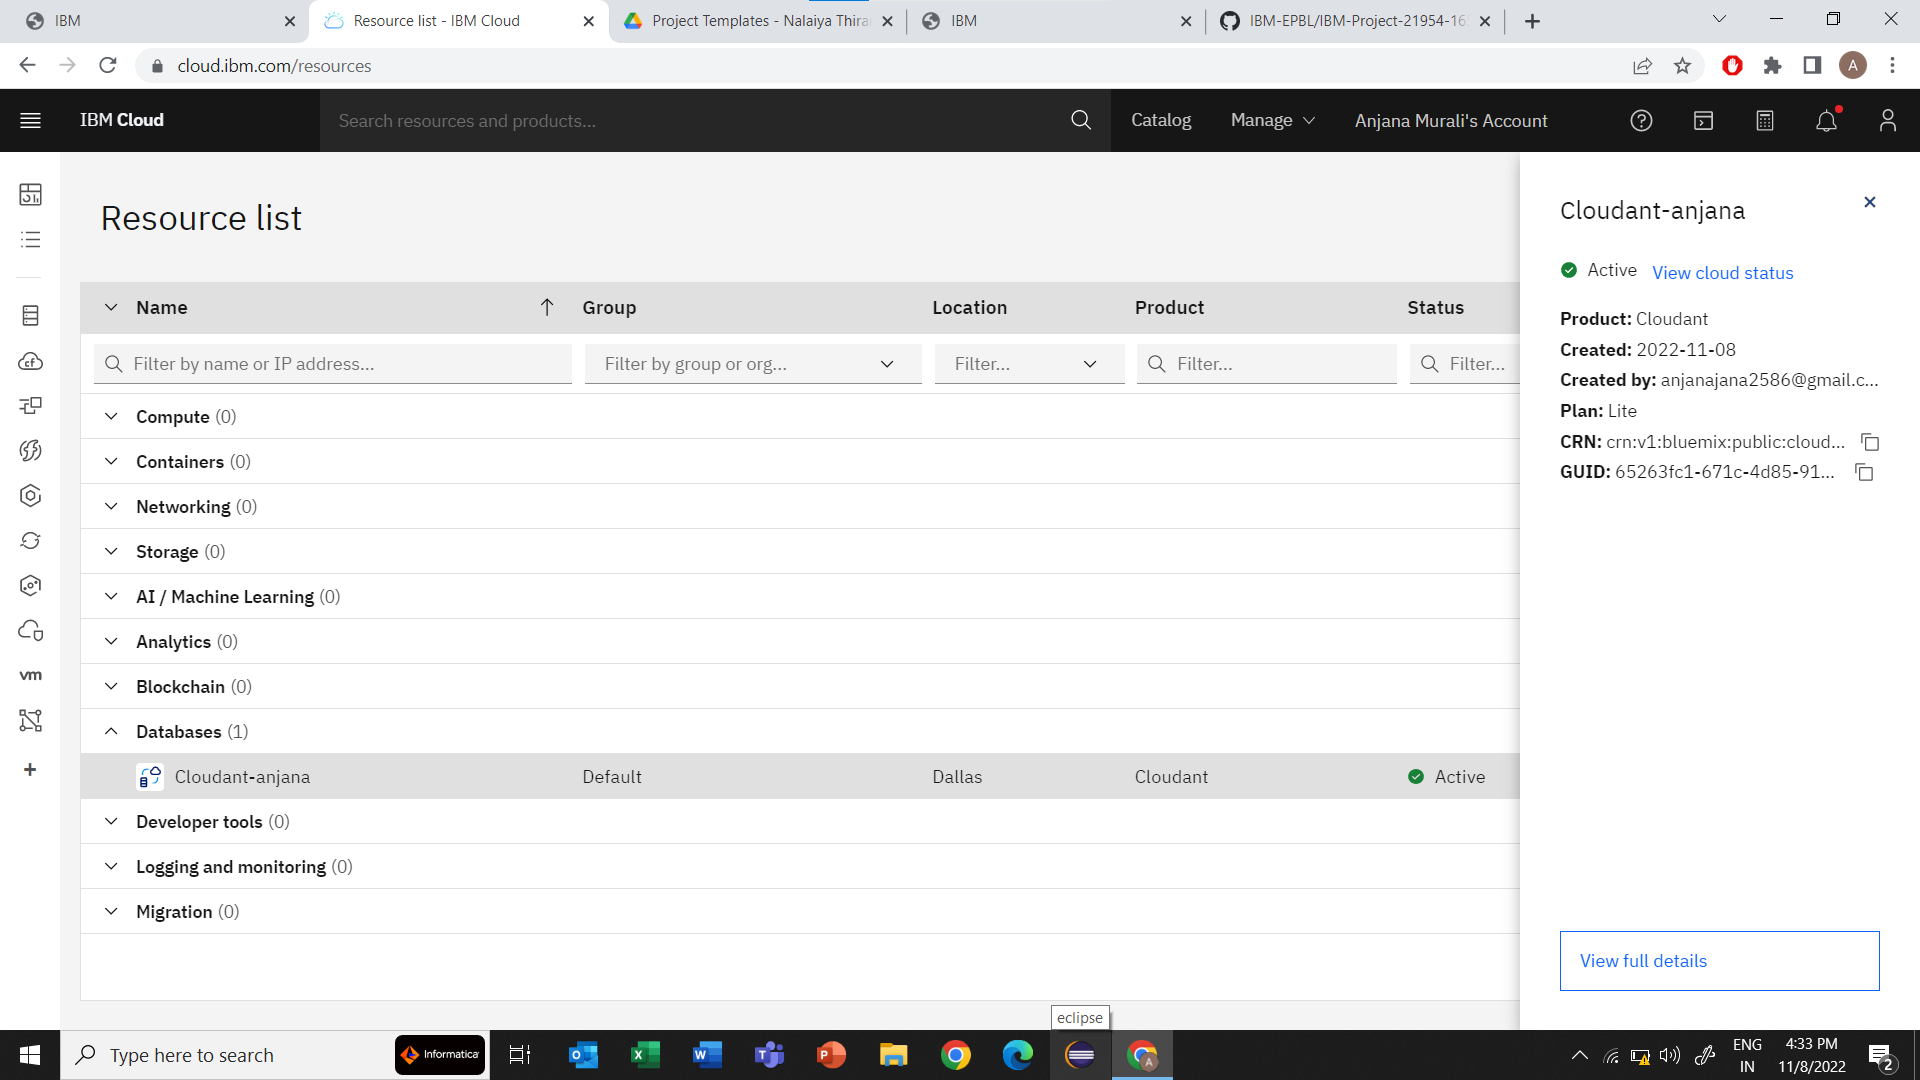 IBM
Resource list - IBM Cloud
Project Templates - Nalaiya Thira
IBM
IBM-EPBL/IBM-Project-21954-16
cloud.ibm.com/resources
A
IBM Cloud
Search resources and products...
Catalog
Manage
Anjana Murali's Account
Resource list
Name
Group
Location
Product
Status
Filter by name or IP address...
Filter by group or org...
Filter...
Filter...
Filter...
Compute (0)
Containers (0)
Networking (0)
Storage (0)
AI / Machine Learning (0)
Analytics (0)
Blockchain (0)
Databases (1)
Cloudant-anjana
Default
Dallas
Cloudant
Active
Developer tools (0)
Logging and monitoring (0)
Migration (0)
cf
vm
Cloudant-anjana
Active
View cloud status
Product: Cloudant
Created: 2022-11-08
Created by: anjanajana2586@gmail.c...
Plan: Lite
CRN: crn:v1:bluemix:public:cloud...
GUID: 65263fc1-671c-4d85-91...
View full details
eclipse
Type here to search
Informatica
ENG
IN
4:33 PM
11/8/2022
2